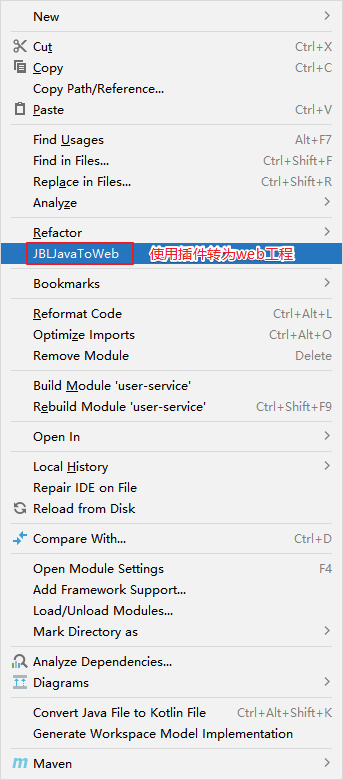 New
Cut Ctrl+X
Copy Ctrl+C
Copy Path/Reference...
Paste Ctrl+V
Find Usages Alt+F7
Find in Files... Ctrl+Shift+F
Replace in Files... Ctrl+Shift+R
Analyze
Refactor
JBLJavaToWeb 使用插件转为web工程
Bookmarks
Reformat Code Ctrl+Alt+L
Optimize Imports Ctrl+Alt+O
Remove Module Delete
Build Module 'user-service'
Rebuild Module 'user-service' Ctrl+Shift+F9
Open In
Local History
Repair IDE on File
Reload from Disk
Compare With... Ctrl+D
Open Module Settings F4
Add Framework Support...
Load/Unload Modules...
Mark Directory as
Analyze Dependencies...
Diagrams
Convert Java File to Kotlin File Ctrl+Alt+Shift+K
Generate Workspace Model Implementation
m Maven